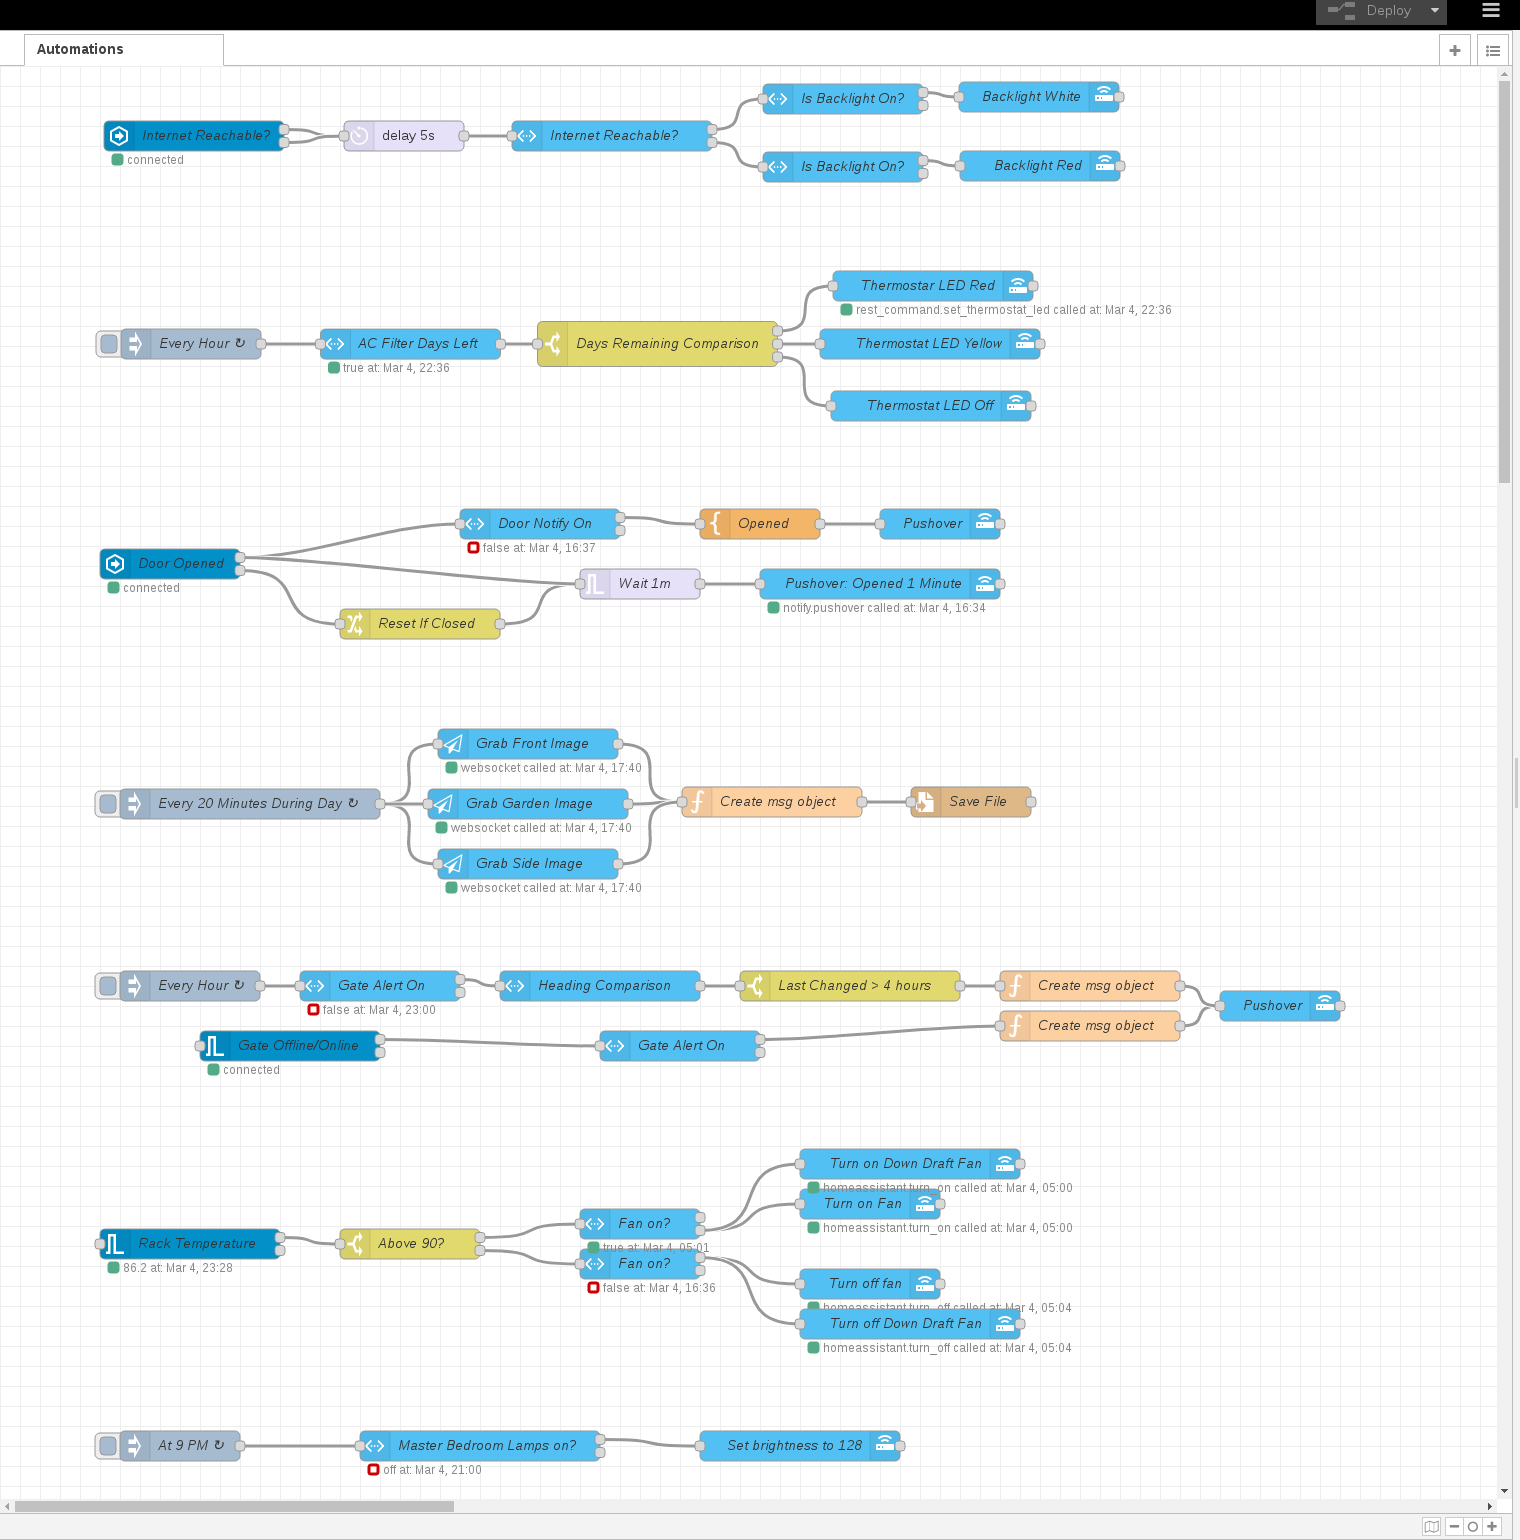 Deploy
Automations
Is Backlight On?
Backlight White
Internet Reachable?
delay 5s
Internet Reachable?
connected
Is Backlight On?
Backlight Red
Thermostar LED Red
rest_command.set_thermostat_led called at: Mar 4, 22:36
Every Hour ↻
AC Filter Days Left
Days Remaining Comparison
Thermostat LED Yellow
true at: Mar 4, 22:36
Thermostat LED Off
Door Notify On
Opened
Pushover
false at: Mar 4, 16:37
Door Opened
connected
Wait 1m
Pushover: Opened 1 Minute
notify.pushover called at: Mar 4, 16:34
Reset If Closed
Grab Front Image
websocket called at: Mar 4, 17:40
Every 20 Minutes During Day ↻
Grab Garden Image
Create msg object
Save File
websocket called at: Mar 4, 17:40
Grab Side Image
websocket called at: Mar 4, 17:40
Every Hour ↻
Gate Alert On
Heading Comparison
Last Changed > 4 hours
Create msg object
false at: Mar 4, 23:00
Pushover
Create msg object
Gate Offline/Online
Gate Alert On
connected
Turn on Down Draft Fan
homeassistant.turn_on called at: Mar 4, 05:00
Turn on Fan
homeassistant.turn_on called at: Mar 4, 05:00
Fan on?
true at: Mar 4, 05:01
Rack Temperature
Above 90?
86.2 at: Mar 4, 23:28
Fan on?
false at: Mar 4, 16:36
Turn off fan
homeassistant.turn_off called at: Mar 4, 05:04
Turn off Down Draft Fan
homeassistant.turn_off called at: Mar 4, 05:04
At 9 PM ↻
Master Bedroom Lamps on?
Set brightness to 128
off at: Mar 4, 21:00